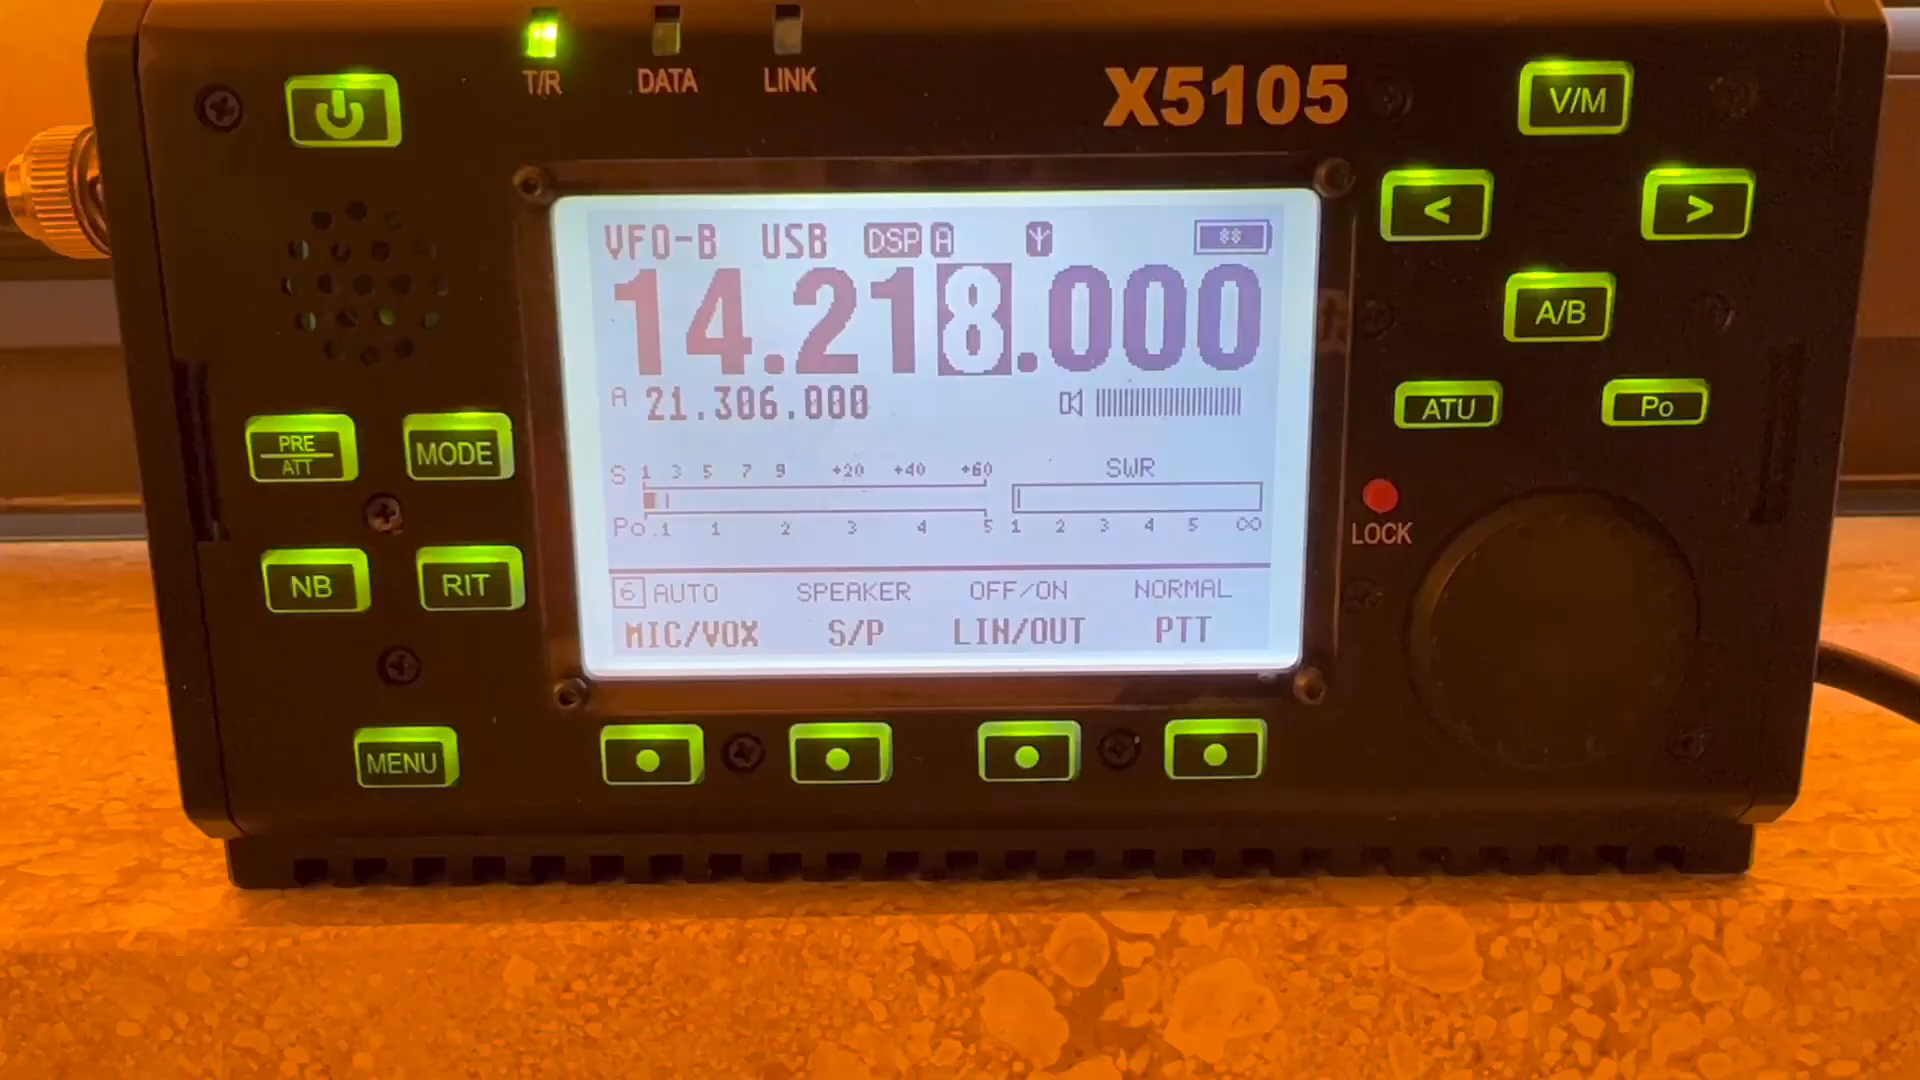 T/R DATA LINK
X5105
V/M
< >
A/B
ATU Po
PRE
ATT
MODE
NB RIT
MENU
LOCK
VFO-B USB DSP A 88
14.218.000
A 21.306.000
S 1 3 5 7 9 +20 +40 +60 SWR
Po .1 1 2 3 4 5 1 2 3 4 5 ∞
6 AUTO SPEAKER OFF/ON NORMAL
MIC/VOX S/P LIN/OUT PTT